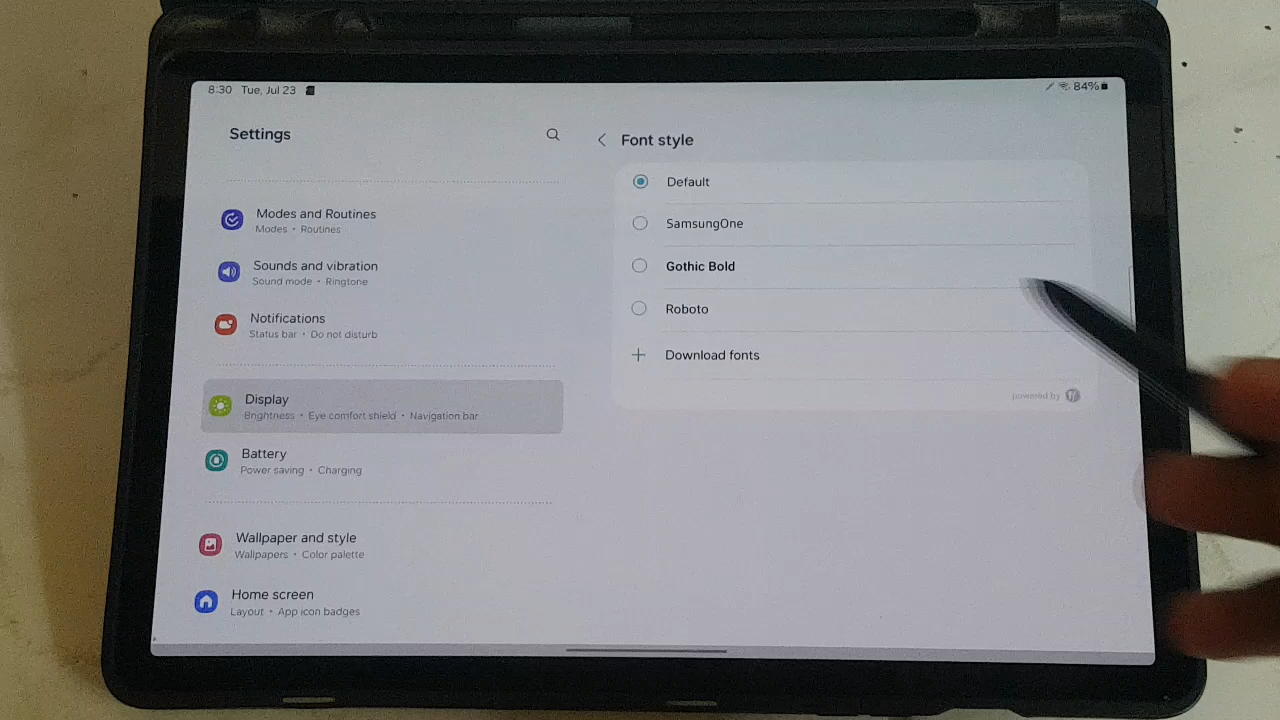 8:30 Tue, Jul 23
84%
Settings
Modes and Routines
Modes • Routines
Sounds and vibration
Sound mode • Ringtone
Notifications
Status bar • Do not disturb
Display
Brightness • Eye comfort shield • Navigation bar
Battery
Power saving • Charging
Wallpaper and style
Wallpapers • Color palette
Home screen
Layout • App icon badges
Font style
Default
SamsungOne
Gothic Bold
Roboto
Download fonts
powered by